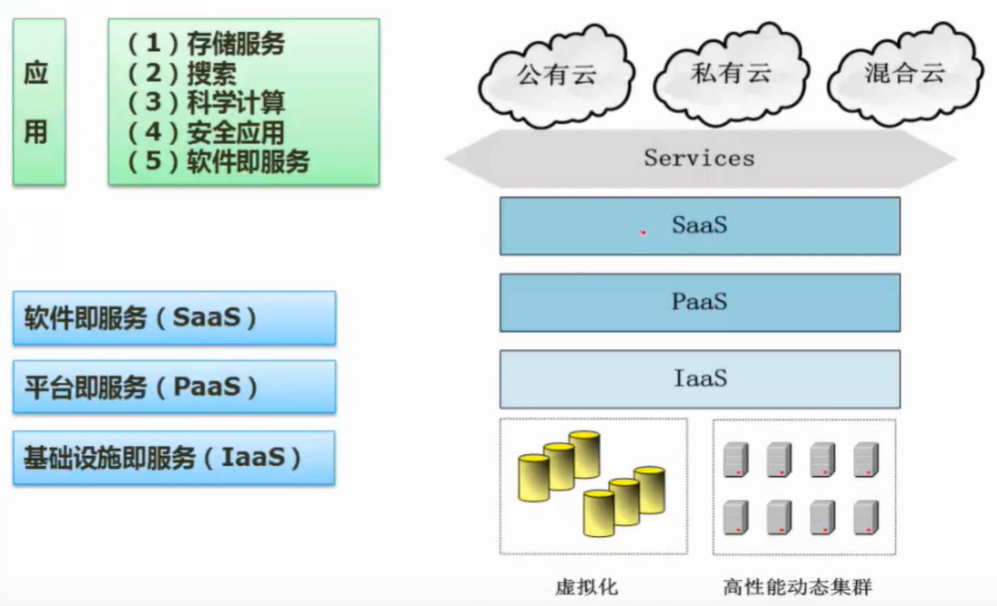 应用
（1）存储服务
（2）搜索
（3）科学计算
（4）安全应用
（5）软件即服务
软件即服务（SaaS）
平台即服务（PaaS）
基础设施即服务（IaaS）
公有云
私有云
混合云
Services
SaaS
PaaS
IaaS
虚拟化
高性能动态集群